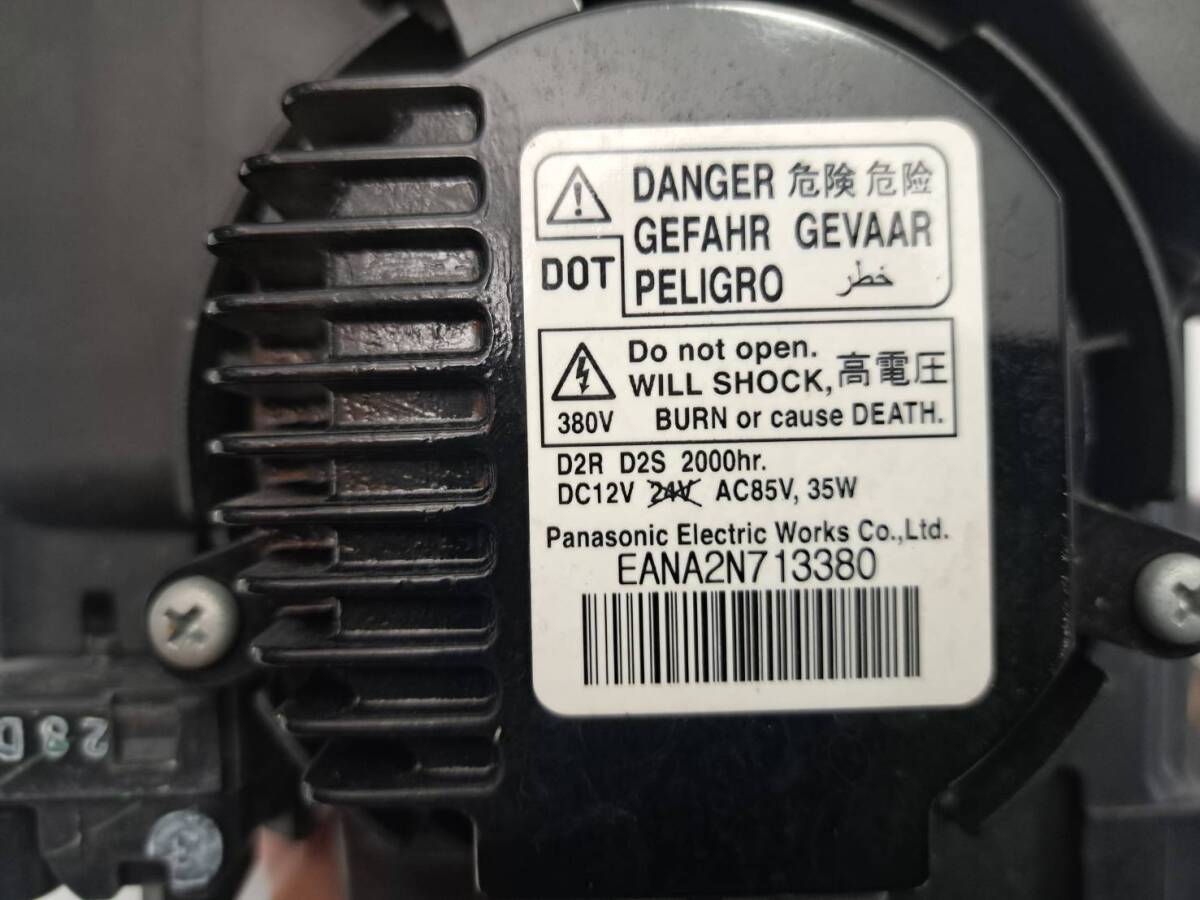 DANGER 危険 危险
GEFAHR GEVAAR
DOT
PELIGRO خطر
Do not open.
WILL SHOCK, 高電圧
380V BURN or cause DEATH.
D2R D2S 2000hr.
DC12V 24V AC85V, 35W
Panasonic Electric Works Co.,Ltd.
EANA2N713380